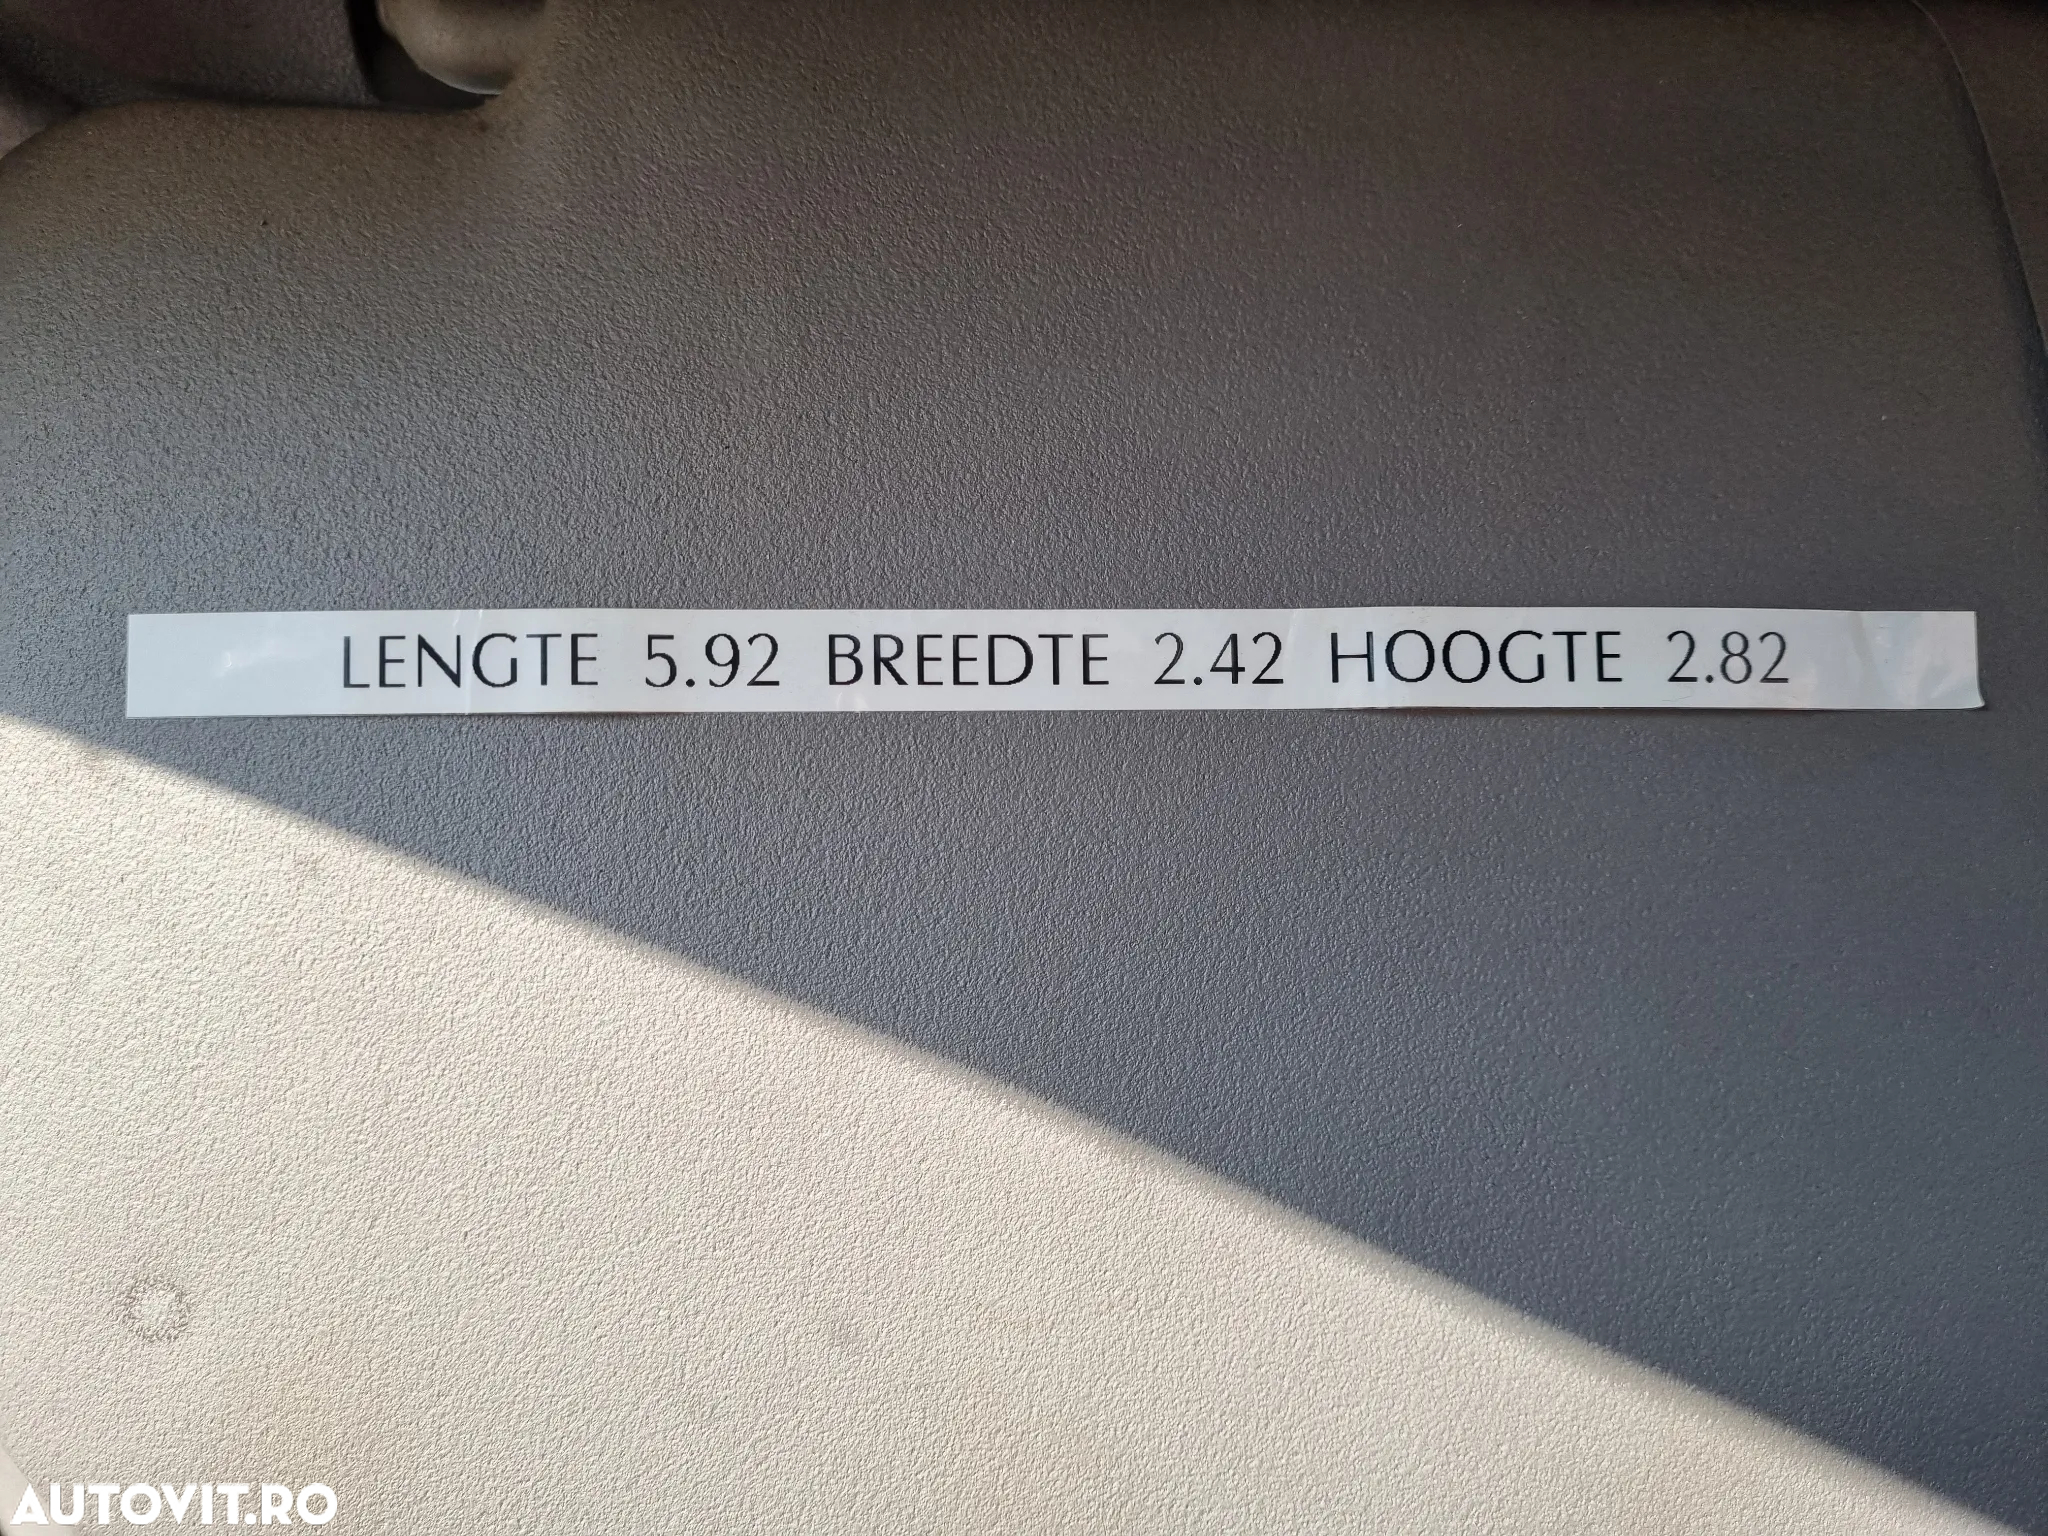 LENGTE 5.92 BREEDTE 2.42 HOOGTE 2.82
AUTOVIT.RO